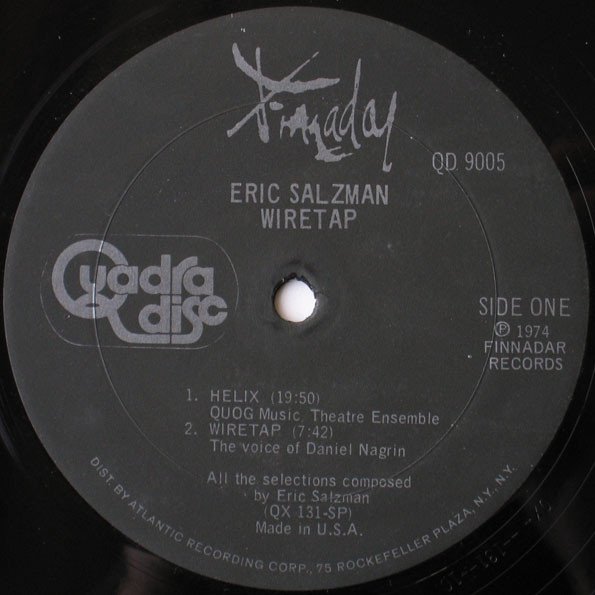 Finnadar
QD 9005
ERIC SALZMAN
WIRETAP
Quadra
disc
SIDE ONE
℗ 1974
FINNADAR
RECORDS
1. HELIX (19:50)
QUOG Music Theatre Ensemble
2. WIRETAP (7:42)
The voice of Daniel Nagrin
All the selections composed
by Eric Salzman
(QX 131-SP)
Made in U.S.A.
DIST. BY ATLANTIC RECORDING CORP., 75 ROCKEFELLER PLAZA, N.Y., N.Y.